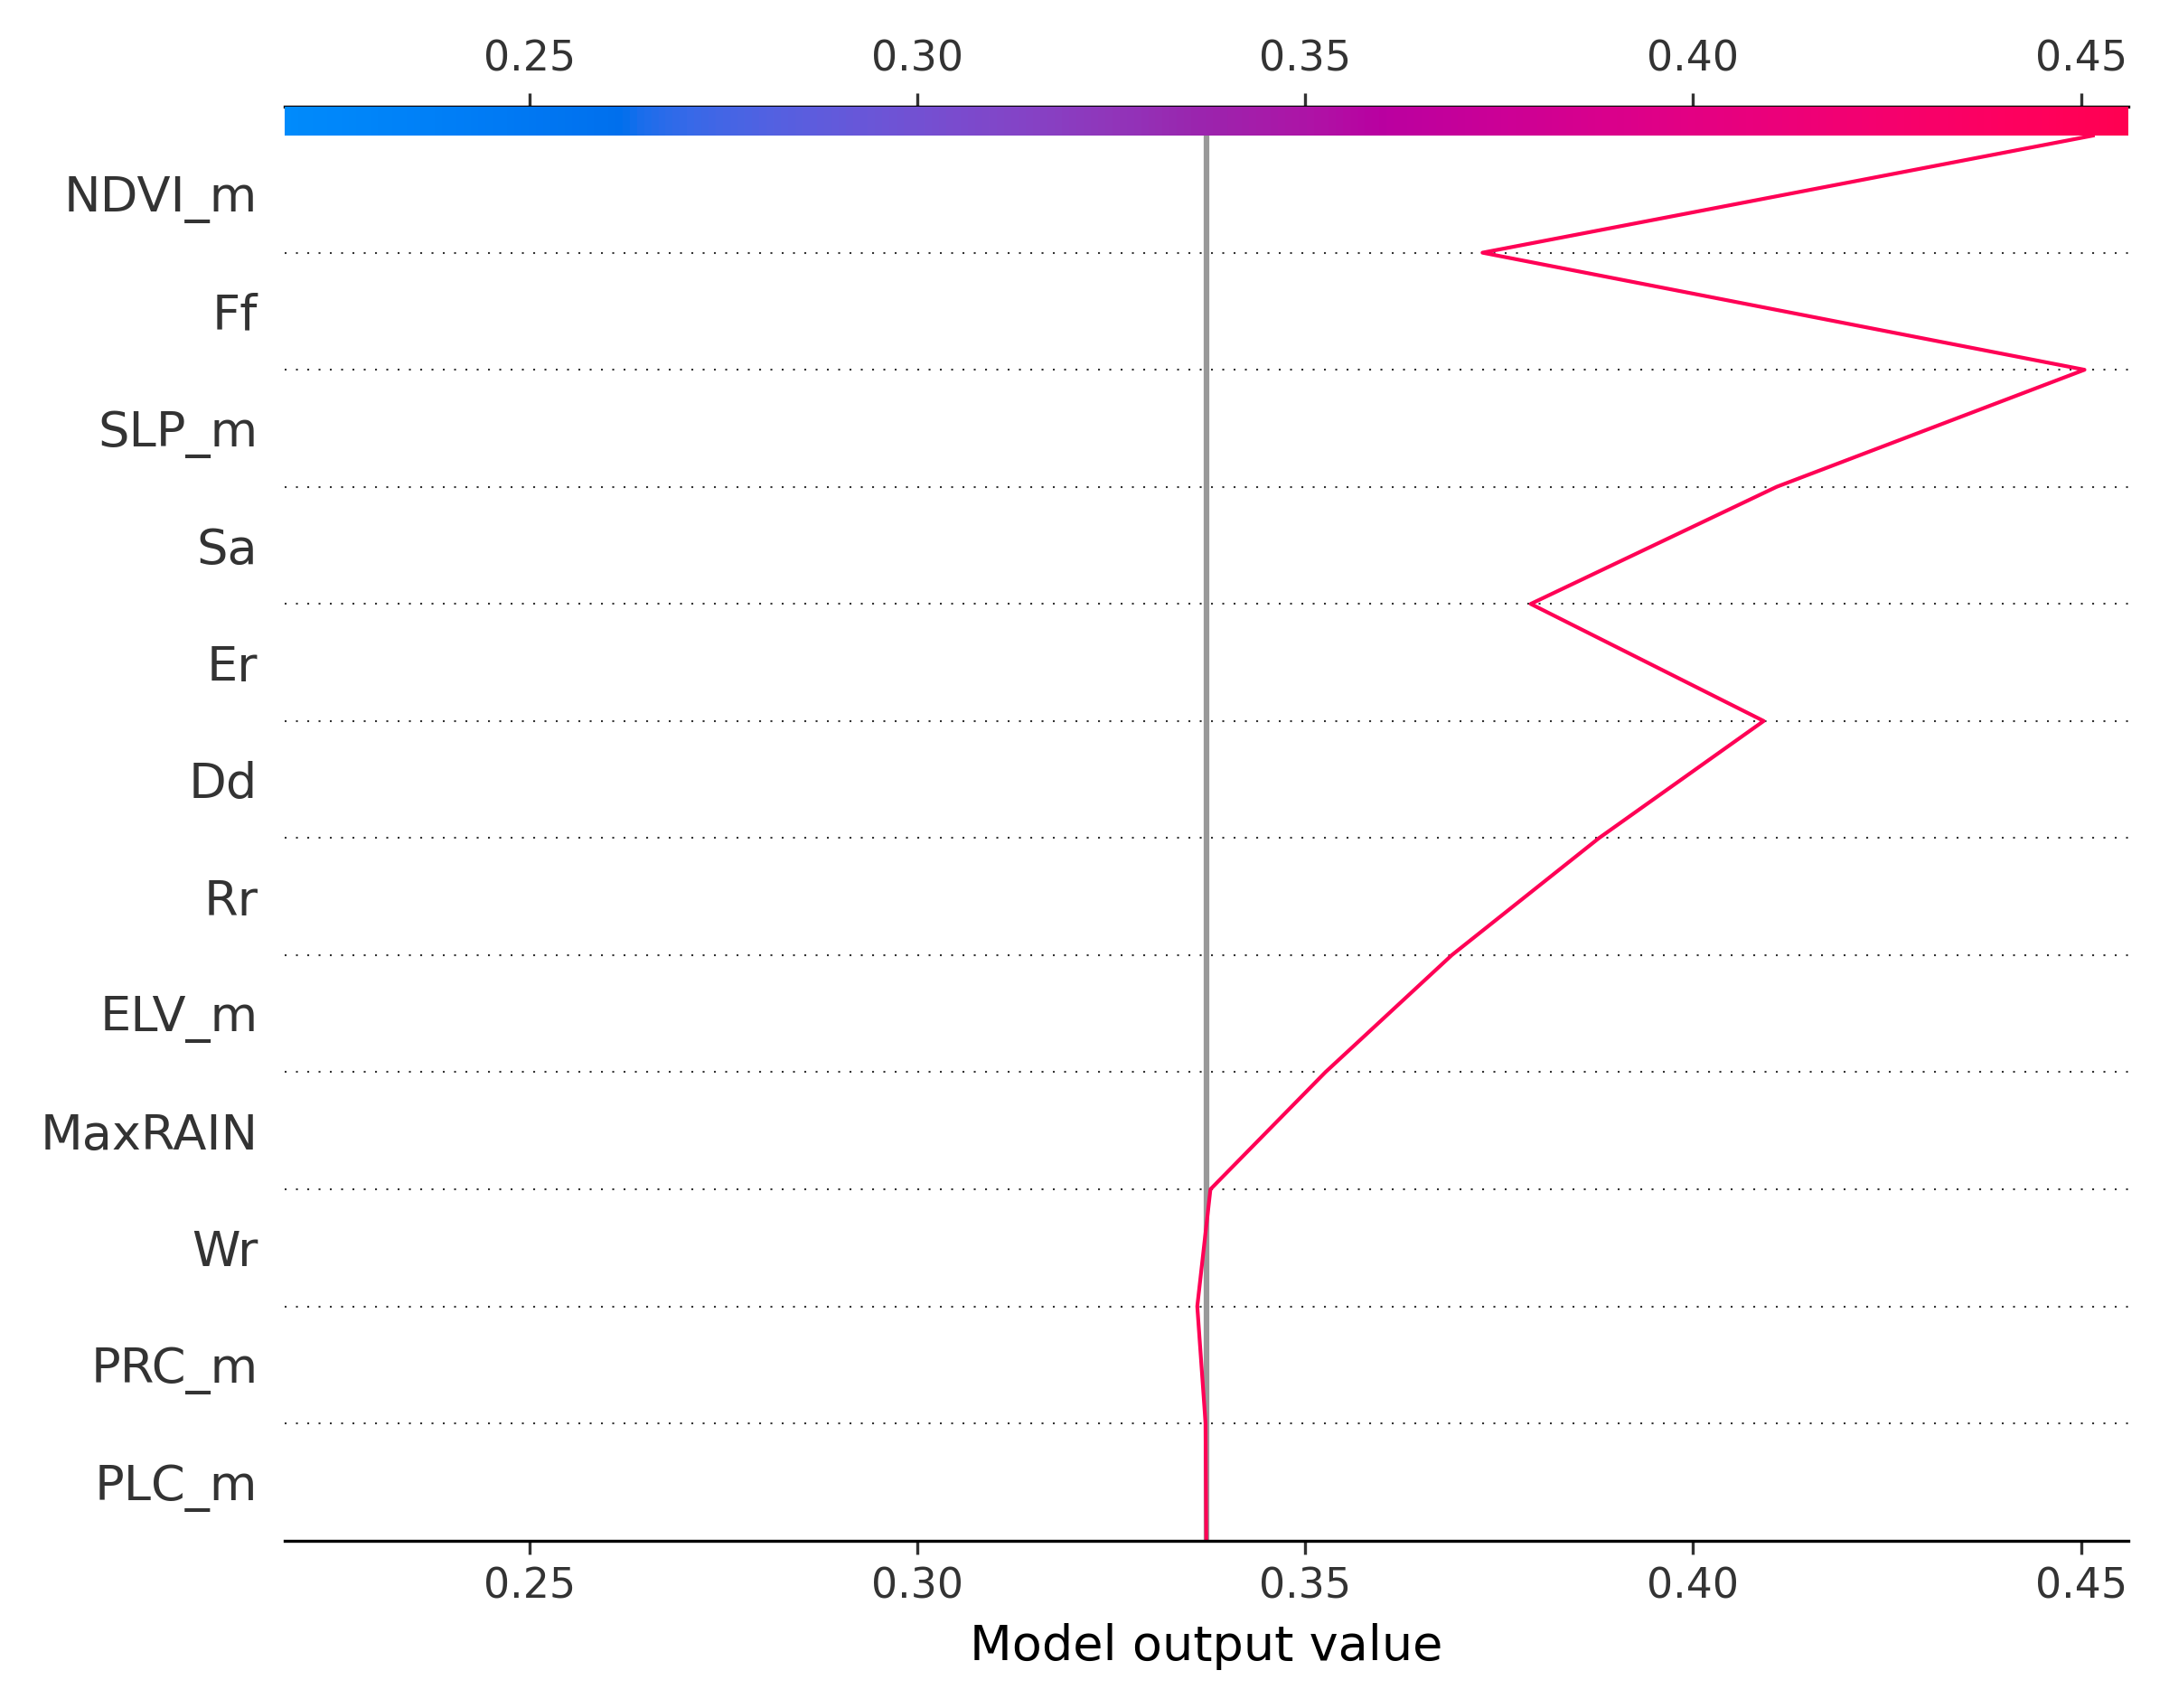 0.25 0.30 0.35 0.40 0.45
NDVI_m
Ff
SLP_m
Sa
Er
Dd
Rr
ELV_m
MaxRAIN
Wr
PRC_m
PLC_m
0.25 0.30 0.35 0.40 0.45
Model output value